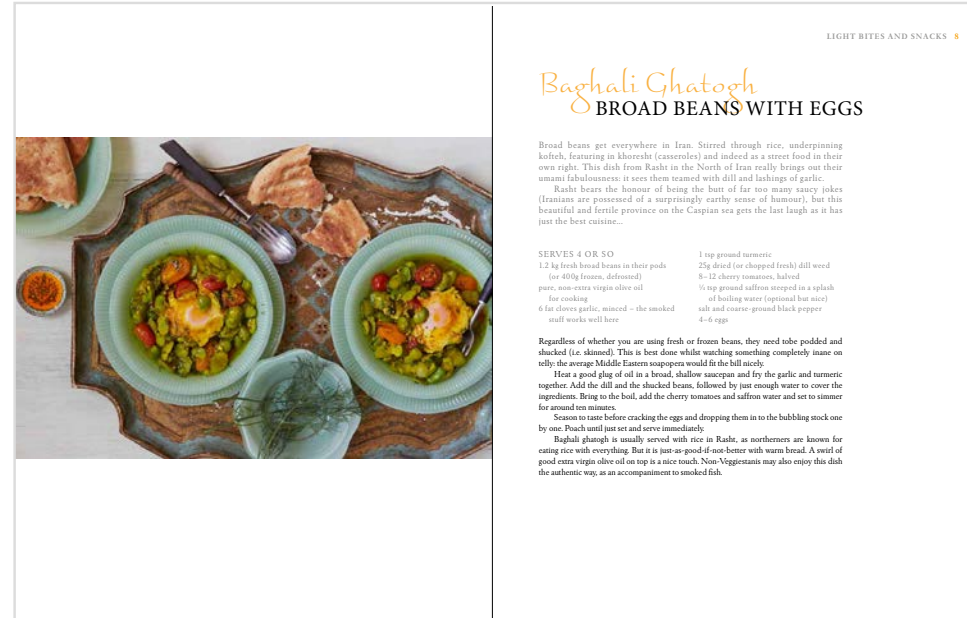 LIGHT BITES AND SNACKS 8
Baghali Ghatogh
BROAD BEANS WITH EGGS
Broad beans get everywhere in Iran. Stirred through rice, underpinning
kofteh, featuring in khoresht (casseroles) and indeed as a street food in their
own right. This dish from Rasht in the North of Iran really brings out their
umami fabulousness: it sees them teamed with dill and lashings of garlic.
Rasht bears the honour of being the butt of far too many saucy jokes
(Iranians are possessed of a surprisingly earthy sense of humour), but this
beautiful and fertile province on the Caspian sea gets the last laugh as it has
just the best cuisine...
SERVES 4 OR SO
1.2 kg fresh broad beans in their pods
(or 400g frozen, defrosted)
pure, non-extra virgin olive oil
for cooking
6 fat cloves garlic, minced – the smoked
stuff works well here
1 tsp ground turmeric
25g dried (or chopped fresh) dill weed
8–12 cherry tomatoes, halved
tsp ground saffron steeped in a splash
of boiling water (optional but nice)
salt and coarse-ground black pepper
4–6 eggs
Regardless of whether you are using fresh or frozen beans, they need tobe podded and
shucked (i.e. skinned). This is best done whilst watching something completely inane on
telly: the average Middle Eastern soapopera would fit the bill nicely.
Heat a good glug of oil in a broad, shallow saucepan and fry the garlic and turmeric
together. Add the dill and the shucked beans, followed by just enough water to cover the
ingredients. Bring to the boil, add the cherry tomatoes and saffron water and set to simmer
for around ten minutes.
Season to taste before cracking the eggs and dropping them in to the bubbling stock one
by one. Poach until just set and serve immediately.
Baghali ghatogh is usually served with rice in Rasht, as northerners are known for
eating rice with everything. But it is just-as-good-if-not-better with warm bread. A swirl of
good extra virgin olive oil on top is a nice touch. Non-Veggiestanis may also enjoy this dish
the authentic way, as an accompaniment to smoked fish.